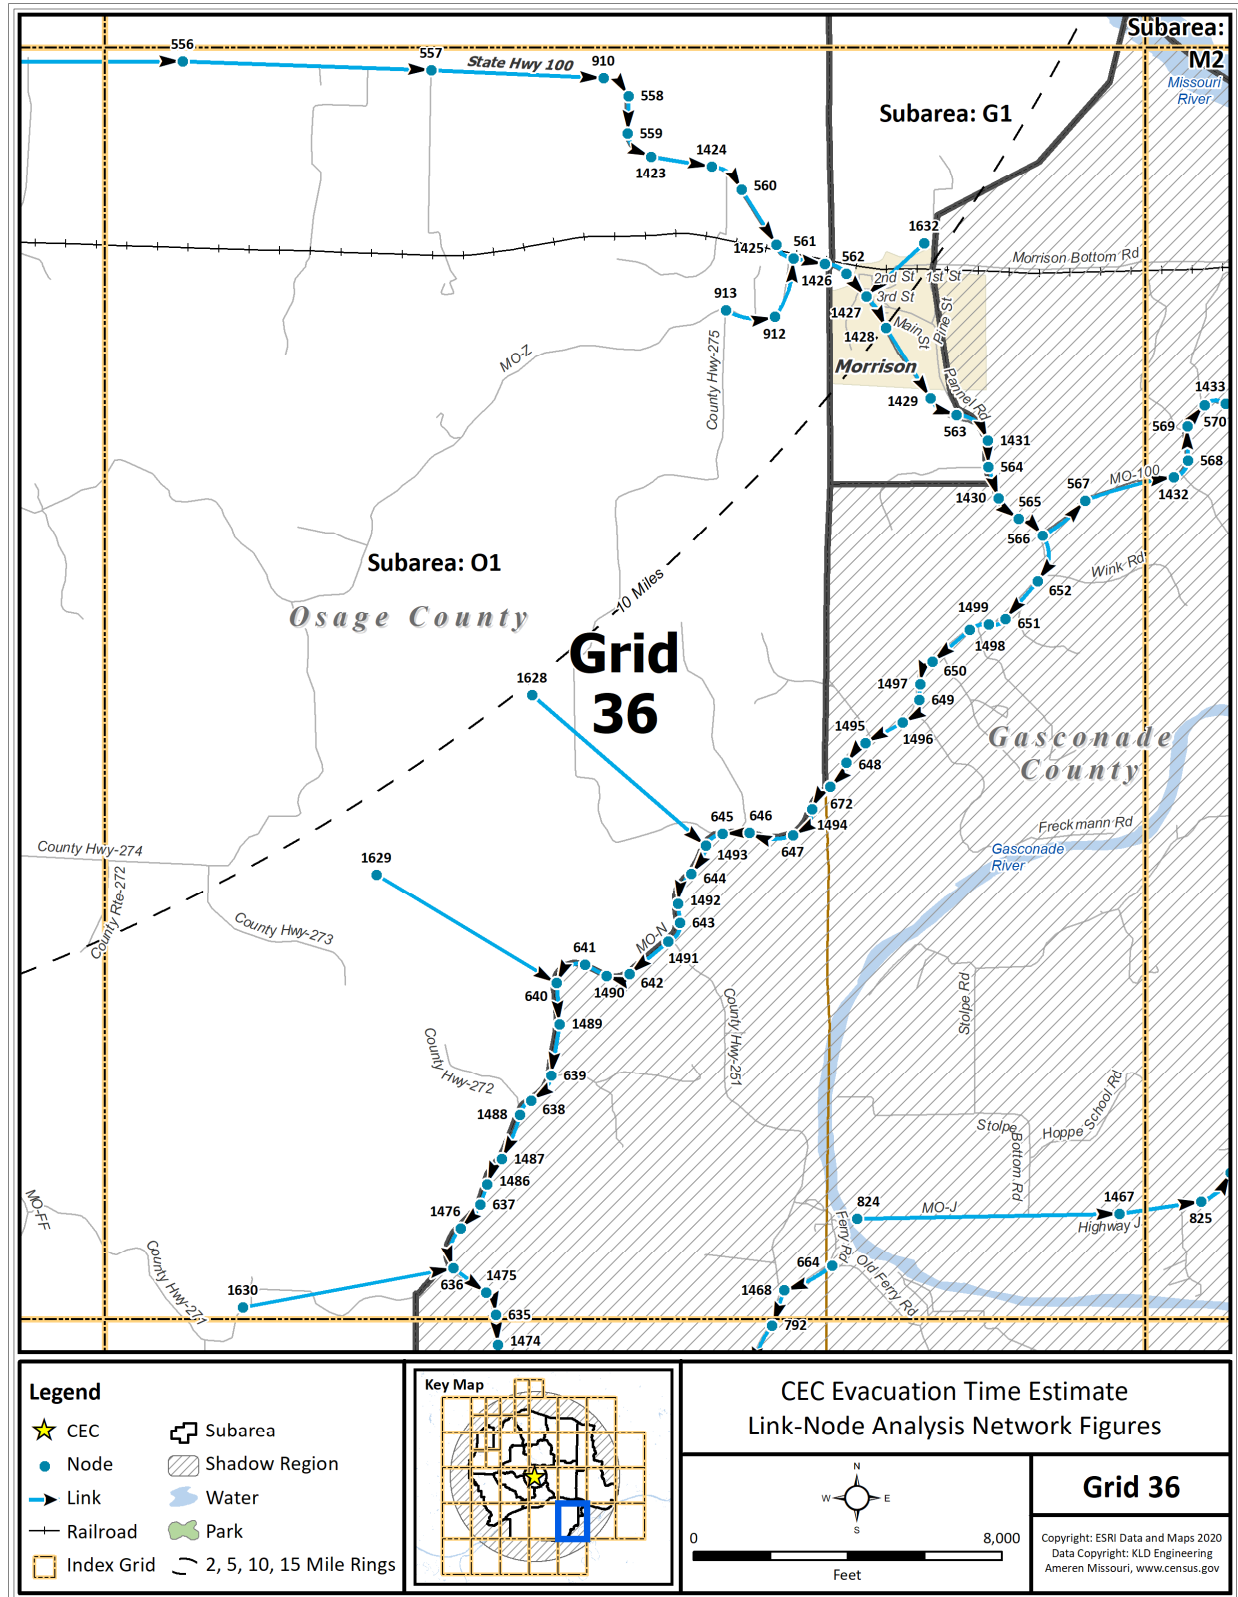 Subarea:
M2
Missouri
River
556
557
State Hwy 100
910
558
559
1423
1424
560
Subarea: G1
1425
561
1426
562
1632
Morrison Bottom Rd
2nd St
1st St
3rd St
913
912
1427
1428
Main St
Pine St
MO-Z
County Hwy-275
Morrison
Pannel Rd
1429
563
1431
564
1430
565
566
567
MO-100
1432
568
569
570
1433
Subarea: O1
Osage County
10 Miles
Wink Rd
652
651
1499
1498
650
1497
649
1496
1495
648
Grid
36
1628
Gasconade
County
672
1494
647
646
645
1493
644
1492
643
MO-N
1491
Freckmann Rd
Gasconade
River
County Hwy-274
County Rte-272
1629
County Hwy-273
642
1490
641
640
1489
639
638
1488
County Hwy-272
County Hwy-251
Stolpe Rd
Hoppe School Rd
Stolpe Bottom Rd
1487
1486
637
1476
MO-FF
County Hwy-271
1630
636
1475
635
1474
824
MO-J
1467
Highway J
825
Ferry Rd
Old Ferry Rd
664
1468
792
Legend
CEC
Subarea
Node
Shadow Region
Link
Water
Railroad
Park
Index Grid
2, 5, 10, 15 Mile Rings
Key Map
CEC Evacuation Time Estimate
Link-Node Analysis Network Figures
N
W E
S
0 8,000
Feet
Grid 36
Copyright: ESRI Data and Maps 2020
Data Copyright: KLD Engineering
Ameren Missouri, www.census.gov